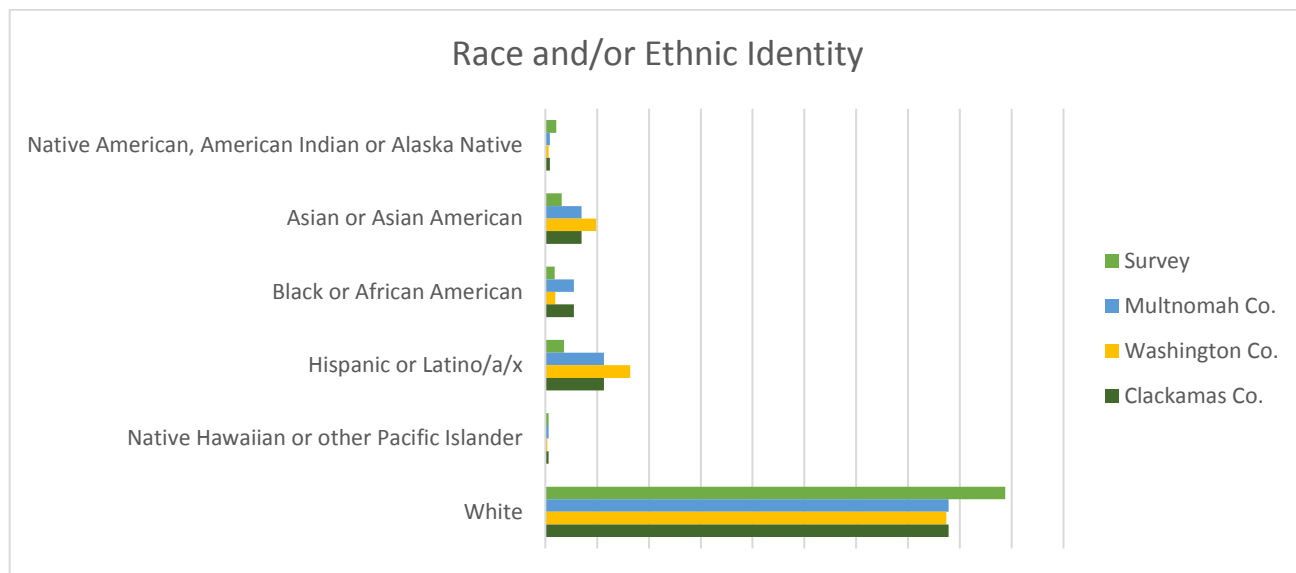 Race and/or Ethnic Identity
Native American, American Indian or Alaska Native
Asian or Asian American
Black or African American
Hispanic or Latino/a/x
Native Hawaiian or other Pacific Islander
White
Survey
Multnomah Co.
Washington Co.
Clackamas Co.